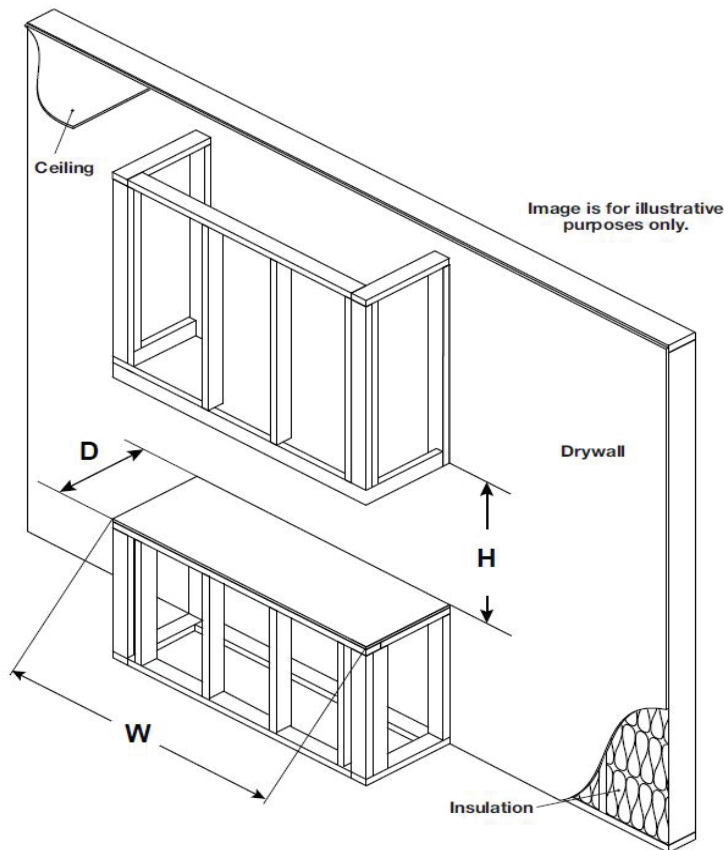 Ceiling
Image is for illustrative
purposes only.
D
Drywall
H
W
Insulation